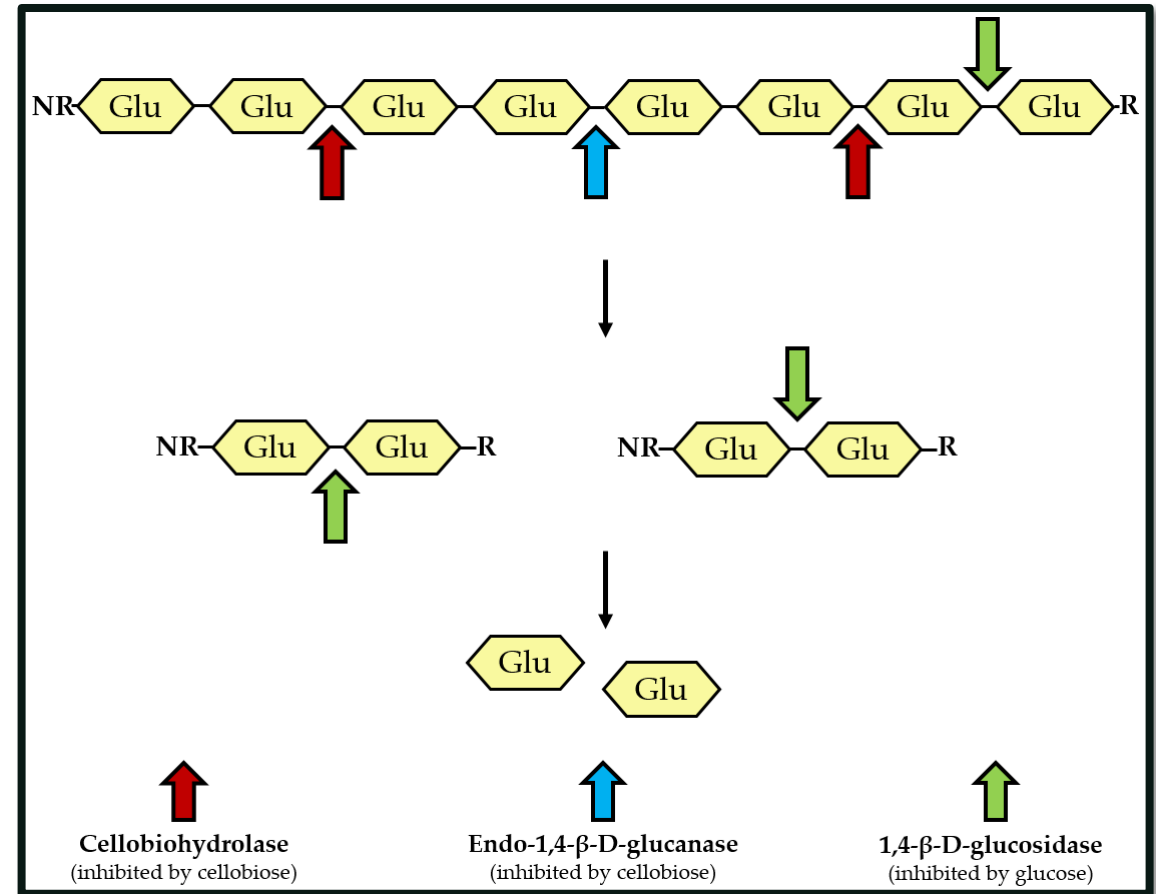 NR Glu Glu Glu Glu Glu Glu Glu Glu R
NR Glu Glu R NR Glu Glu R
Glu
Glu
Cellobiohydrolase Endo-1,4-β-D-glucanase 1,4-β-D-glucosidase
(inhibited by cellobiose) (inhibited by cellobiose) (inhibited by glucose)